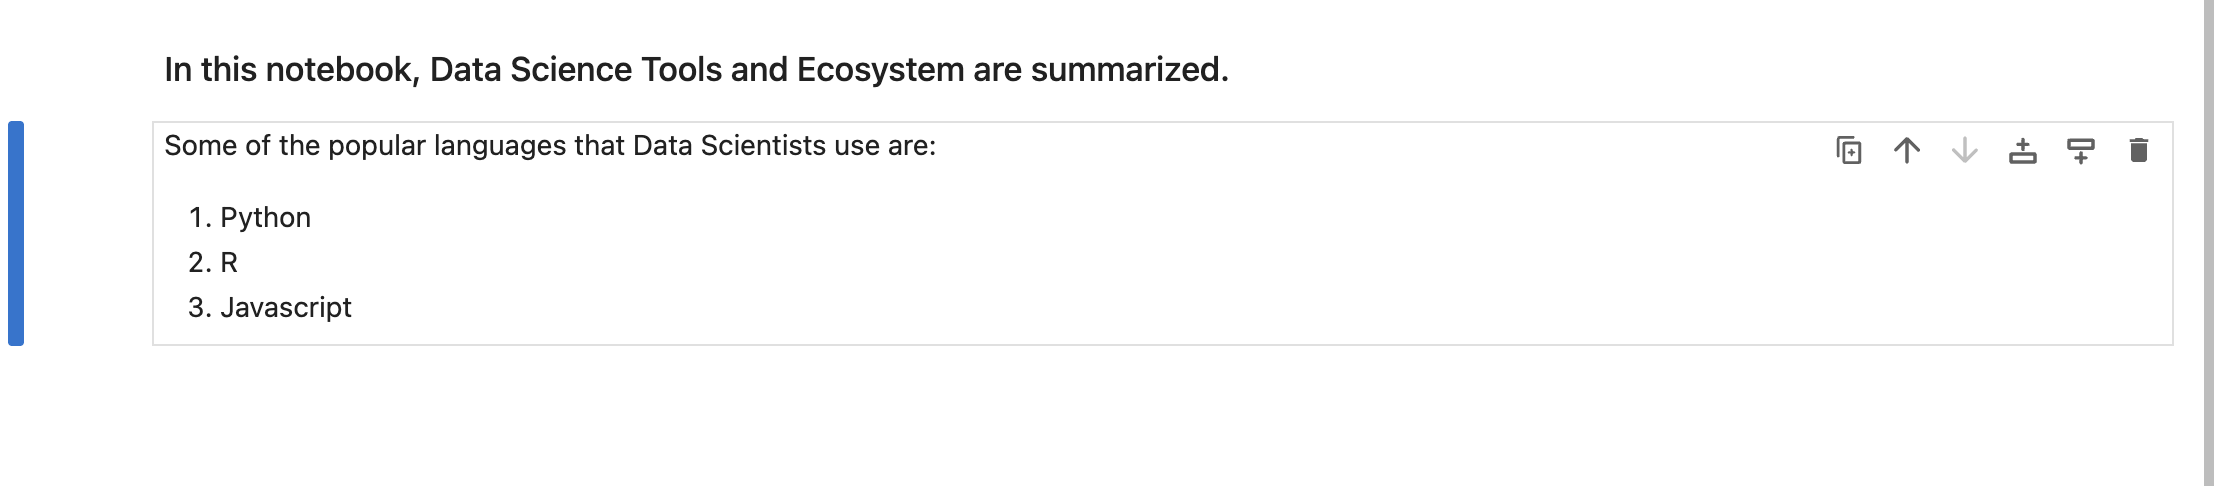 In this notebook, Data Science Tools and Ecosystem are summarized.
Some of the popular languages that Data Scientists use are:
1. Python
2. R
3. Javascript